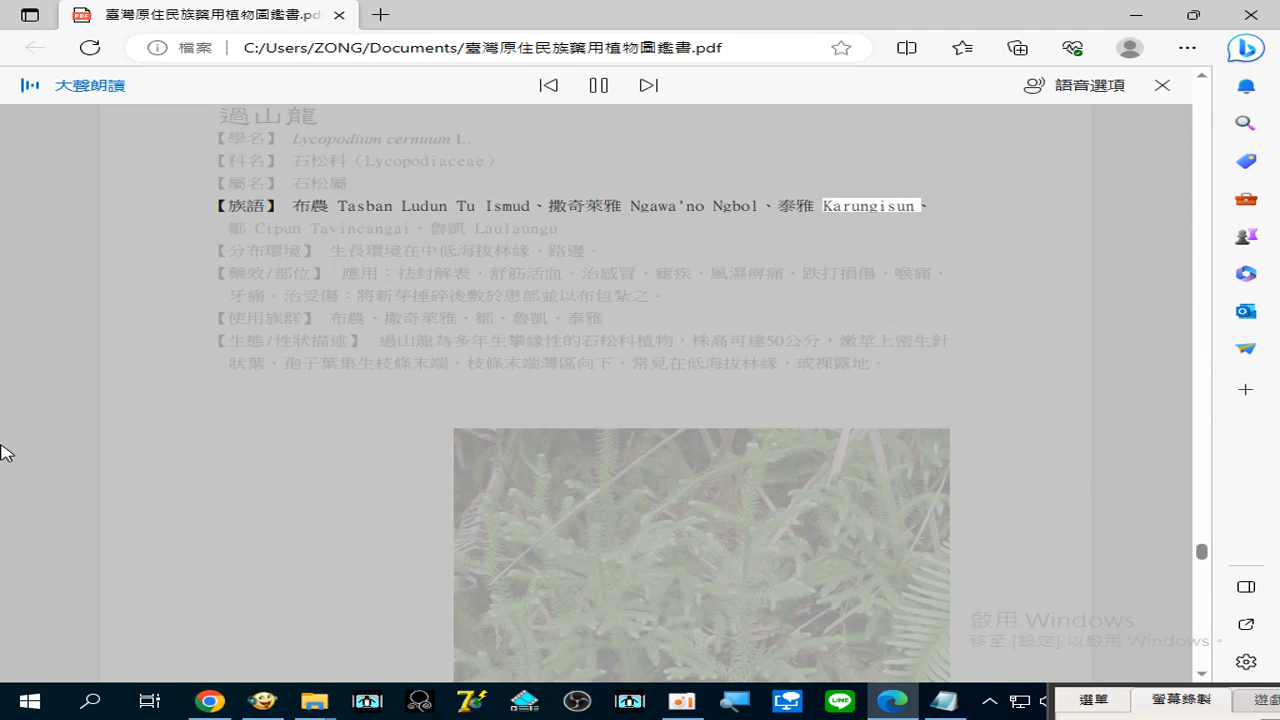 臺灣原住民族藥用植物圖鑑書.pdf
檔案 C:/Users/ZONG/Documents/臺灣原住民族藥用植物圖鑑書.pdf
大聲朗讀
語音選項
過山龍
【學名】 Lycopodium cernuum L.
【科名】 石松科（Lycopodiaceae）
【屬名】 石松屬
【族語】 布農 Tasban Ludun Tu Ismud、撒奇萊雅 Ngawa'no Ngbol、泰雅 Karungisun、
鄒 Cipun Tavincangai、魯凱 Laulaungu
【分布環境】 生長環境在中低海拔林緣、路邊。
【藥效/部位】 應用：祛封解表，舒筋活血。治感冒，瘧疾，風濕痺痛，跌打損傷，喉痛，
牙痛。治受傷：將新芽捶碎後敷於患部並以布包紮之。
【使用族群】 布農、撒奇萊雅、鄒、魯凱、泰雅
【生態/性狀描述】 過山龍為多年生攀緣性的石松科植物，株高可達50公分，嫩莖上密生針
狀葉，孢子葉集生枝條末端，枝條末端灣區向下，常見在低海拔林緣，或裸露地。
啟用 Windows
移至 [設定] 以啟用 Windows。
選單 螢幕錄製 遊戲